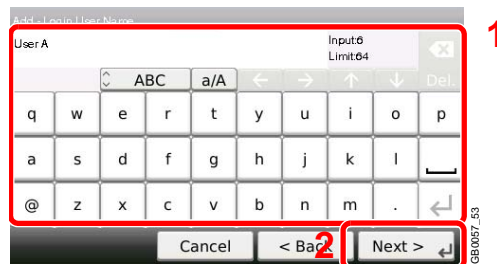 Add - Login User Name
User A
Input:6
Limit:64
1
ABC a/A Del.
q w e r t y u i o p
a s d f g h j k l
@ z x c v b n m .
2
Cancel < Back Next >
GB0057_53